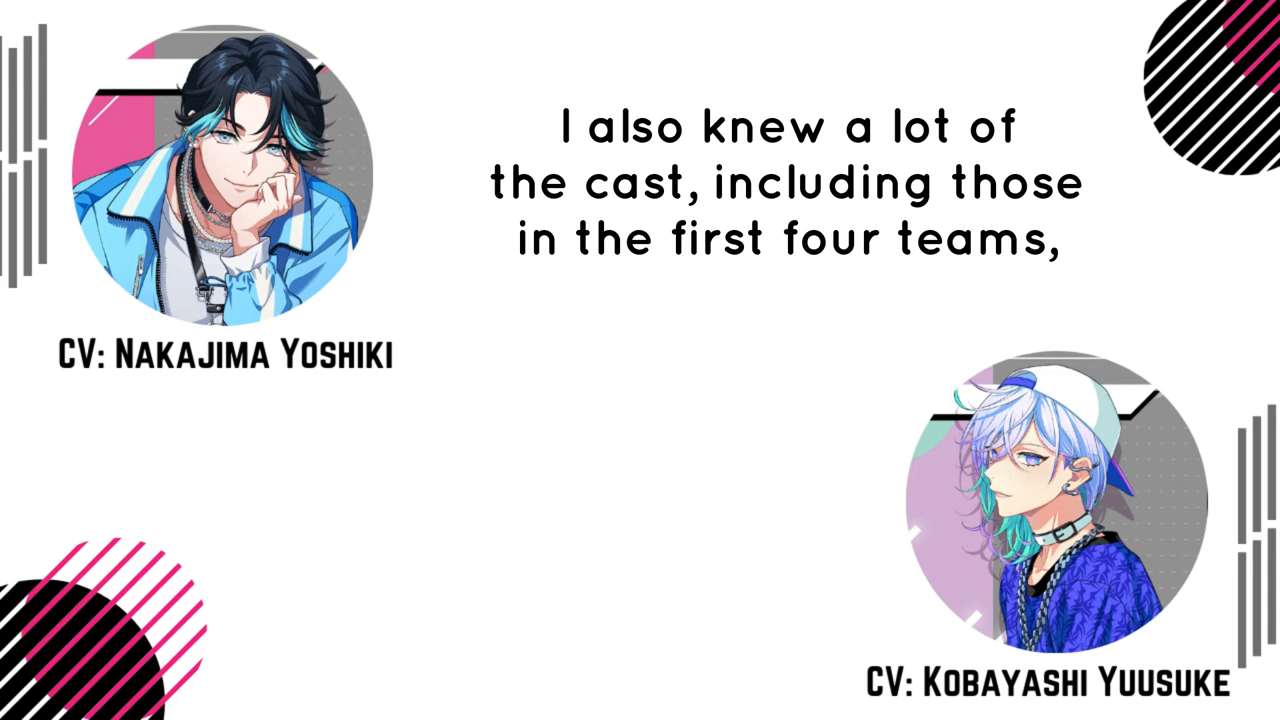 I also knew a lot of
the cast, including those
in the first four teams,
CV: Nakajima Yoshiki
CV: Kobayashi Yuusuke